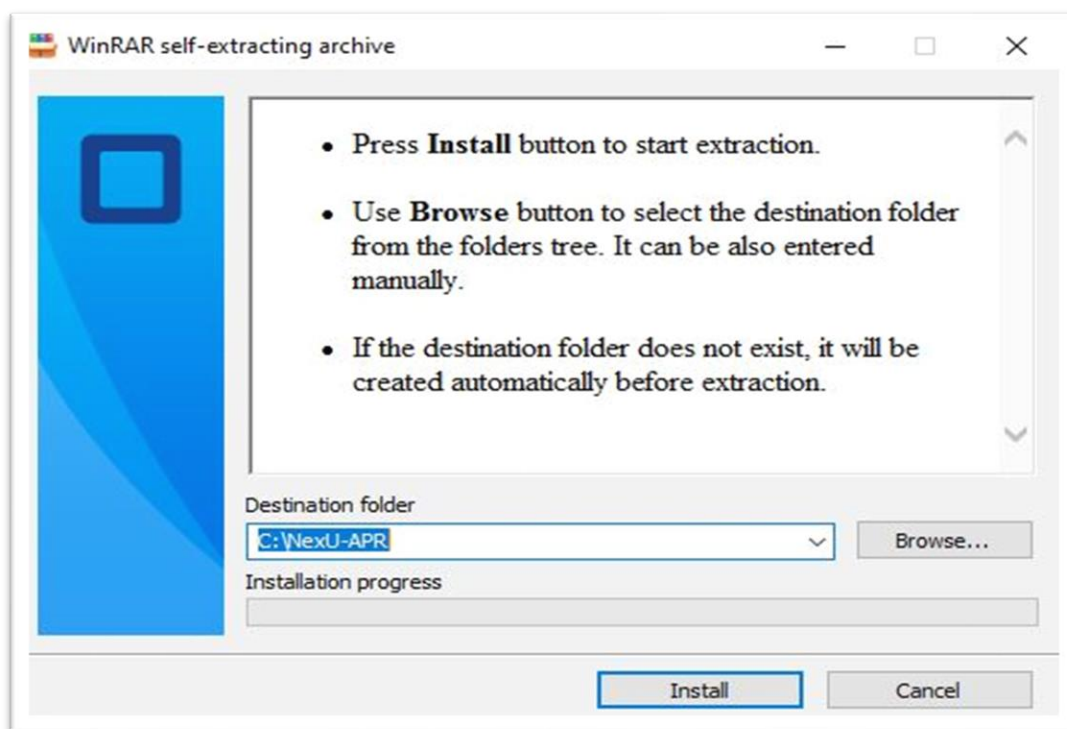 WinRAR self-extracting archive
• Press Install button to start extraction.
• Use Browse button to select the destination folder
from the folders tree. It can be also entered
manually.
• If the destination folder does not exist, it will be
created automatically before extraction.
Destination folder
C:\NexU-APR
Browse...
Installation progress
Install
Cancel